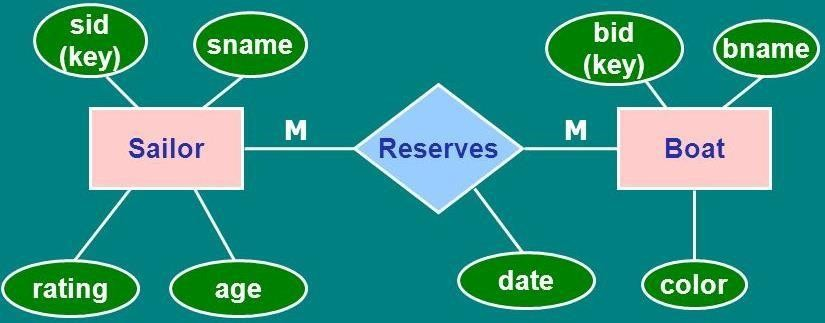 sid
(key)
sname
bid
(key)
bname
Sailor
M
Reserves
M
Boat
rating
age
date
color